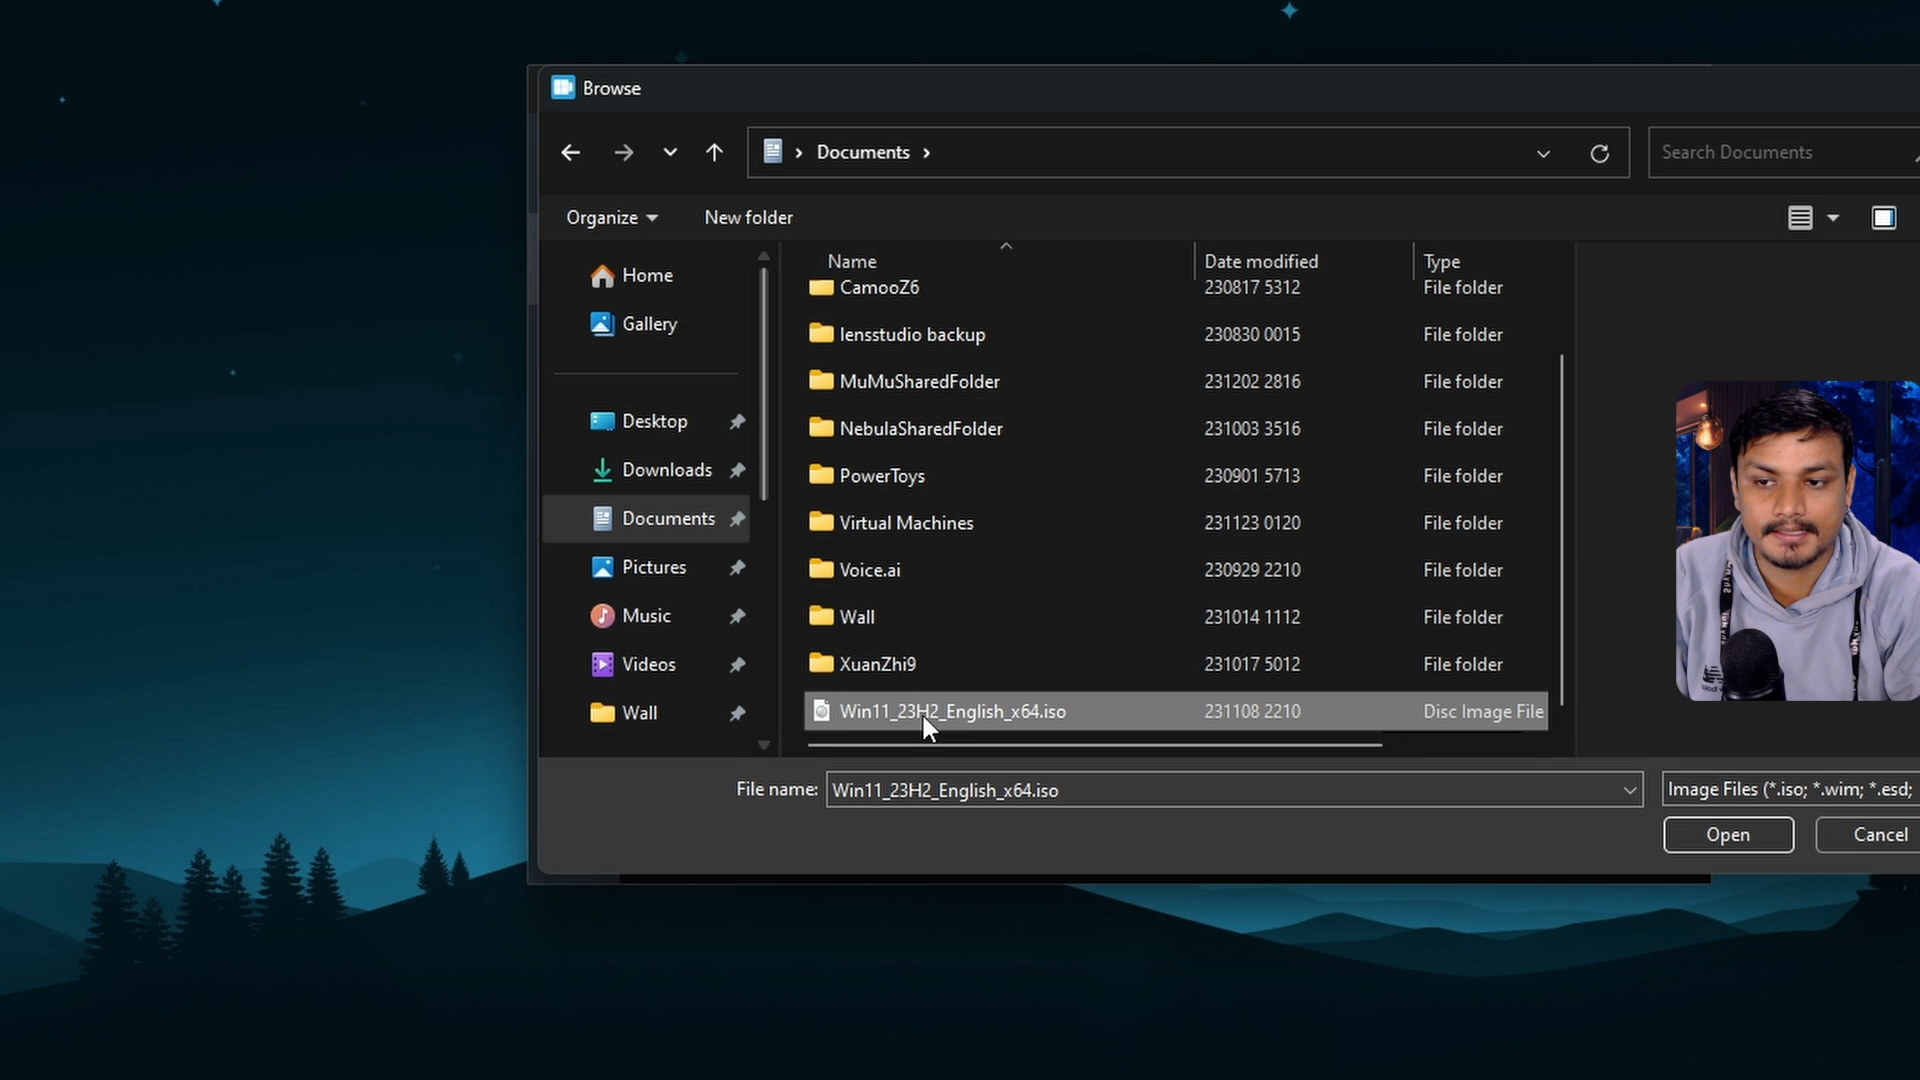 Browse
Documents
Search Documents
Organize
New folder
Name
Date modified
Type
Home
Gallery
Desktop
Downloads
Documents
Pictures
Music
Videos
Wall
CamooZ6 230817 5312 File folder
lensstudio backup 230830 0015 File folder
MuMuSharedFolder 231202 2816 File folder
NebulaSharedFolder 231003 3516 File folder
PowerToys 230901 5713 File folder
Virtual Machines 231123 0120 File folder
Voice.ai 230929 2210 File folder
Wall 231014 1112 File folder
XuanZhi9 231017 5012 File folder
Win11_23H2_English_x64.iso 231108 2210 Disc Image File
File name: Win11_23H2_English_x64.iso
Image Files (*.iso; *.wim; *.esd;
Open
Cancel